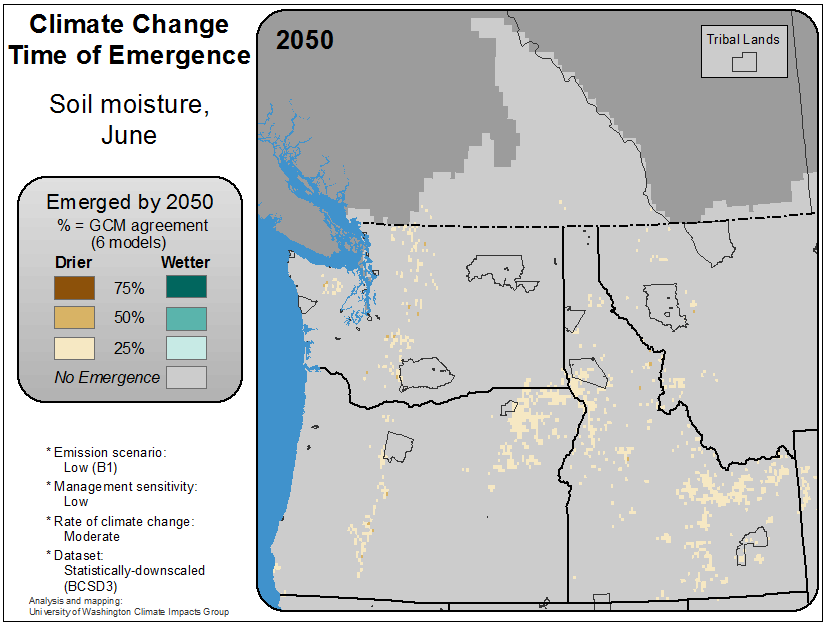 Climate Change
Time of Emergence
Soil moisture,
June
Emerged by 2050
% = GCM agreement
(6 models)
Drier Wetter
75%
50%
25%
No Emergence
* Emission scenario:
Low (B1)
* Management sensitivity:
Low
* Rate of climate change:
Moderate
* Dataset:
Statistically-downscaled
(BCSD3)
Analysis and mapping:
University of Washington Climate Impacts Group
2050
Tribal Lands